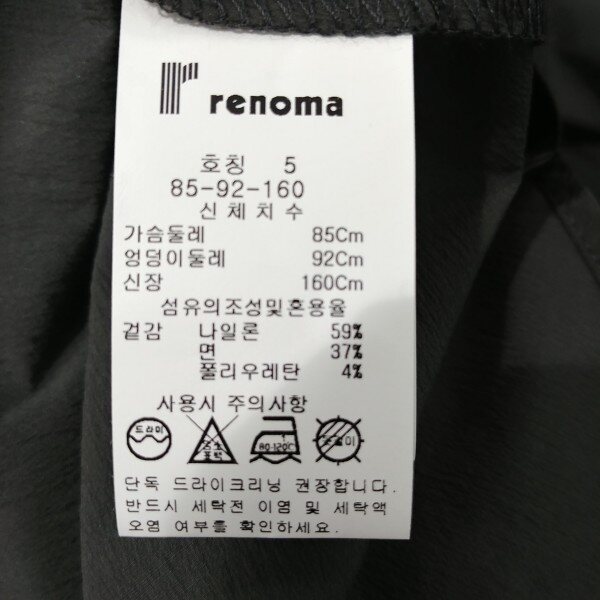 renoma
호칭 5
85-92-160
신체치수
가슴둘레 85Cm
엉덩이둘레 92Cm
신장 160Cm
섬유의조성및혼용율
겉감 나일론 59%
면 37%
폴리우레탄 4%
사용시 주의사항
드라이 염소 표백 80-120℃
단독 드라이크리닝 권장합니다.
반드시 세탁전 이염 및 세탁액
오염 여부를 확인하세요.